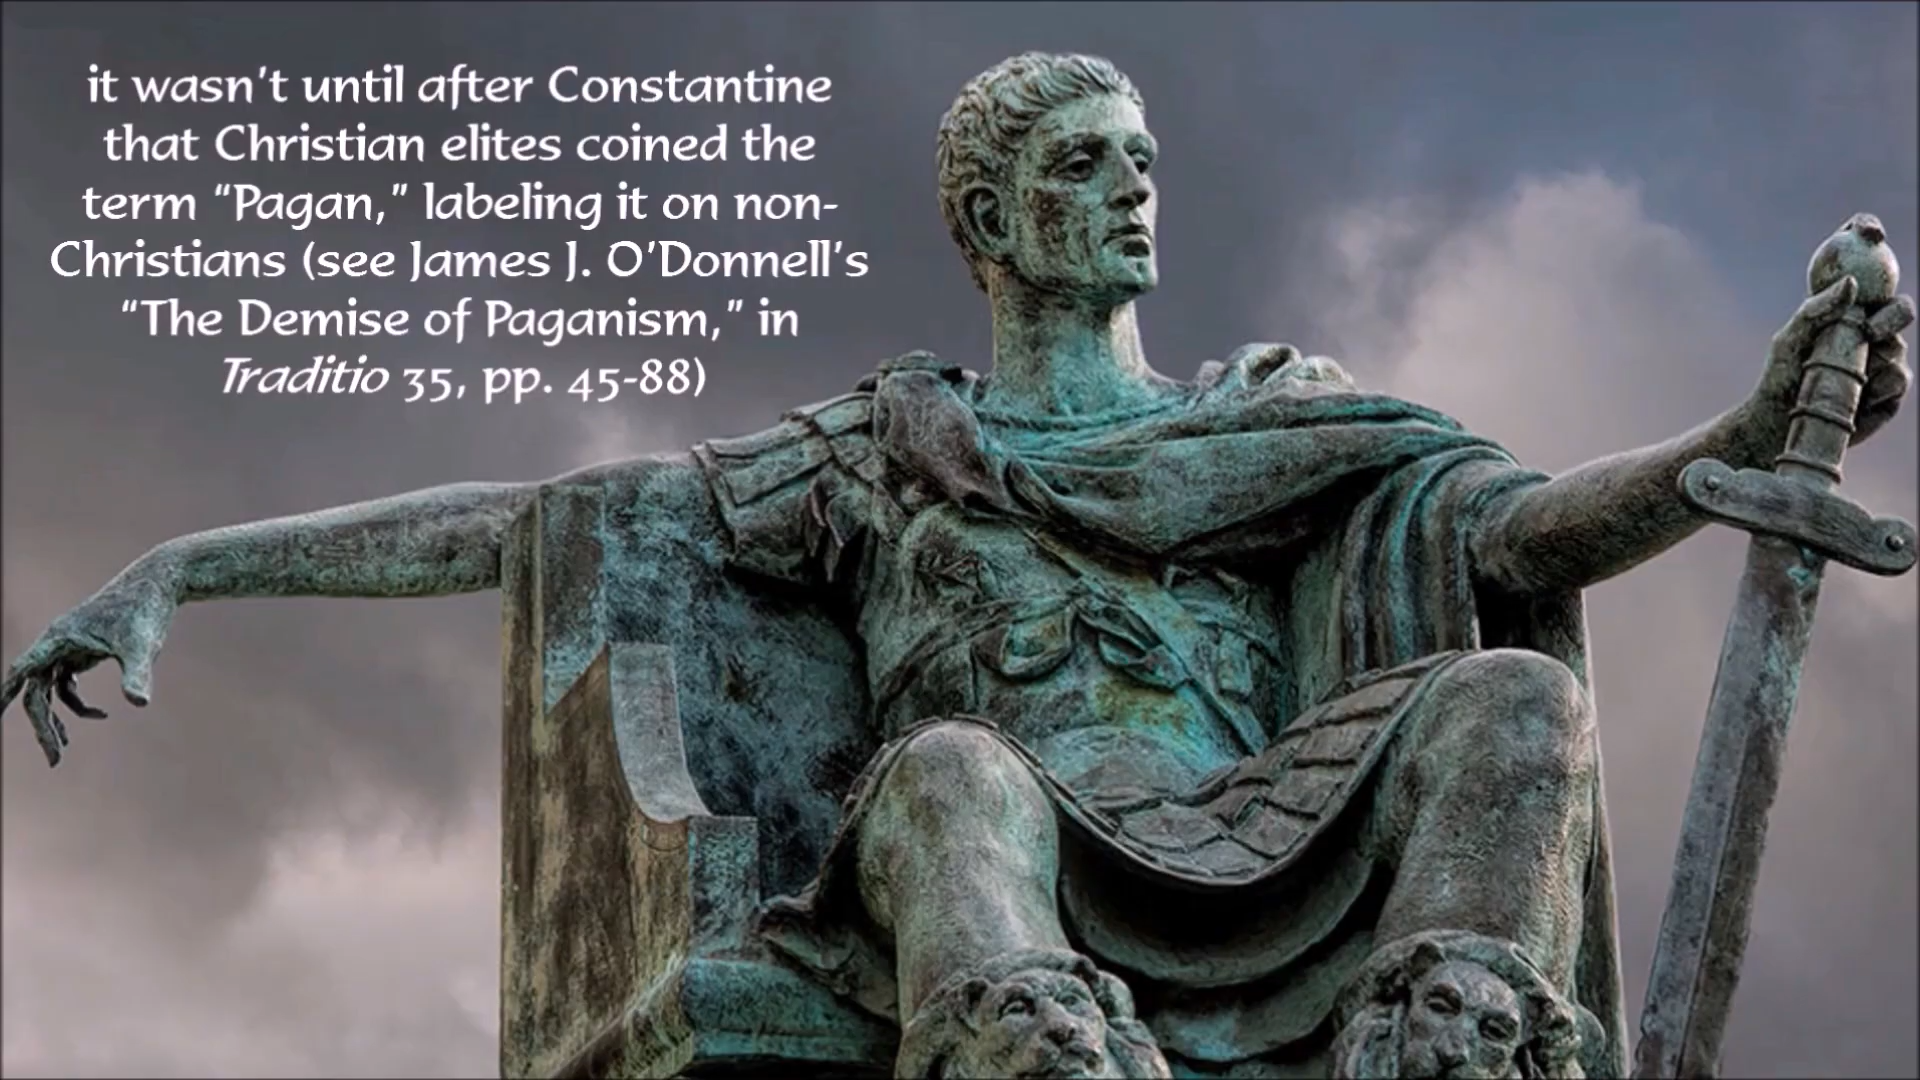 it wasn't until after Constantine
that Christian elites coined the
term “Pagan,” labeling it on non-
Christians (see James J. O'Donnell's
“The Demise of Paganism,” in
Traditio 35, pp. 45-88)